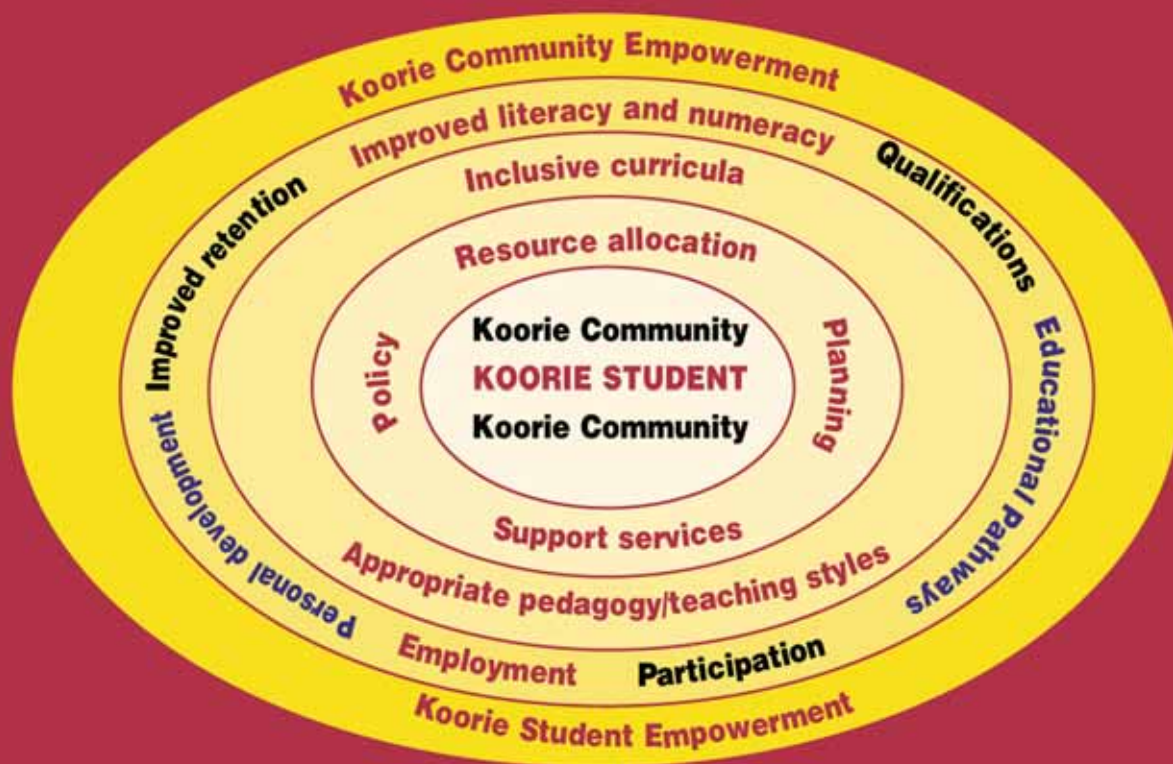 Koorie Community Empowerment
Improved literacy and numeracy
Qualifications
Inclusive curricula
Improved retention
Resource allocation
Koorie Community
KOORIE STUDENT
Koorie Community
Policy
Planning
Educational Pathways
Support services
Personal development
Appropriate pedagogy/teaching styles
Employment
Participation
Koorie Student Empowerment